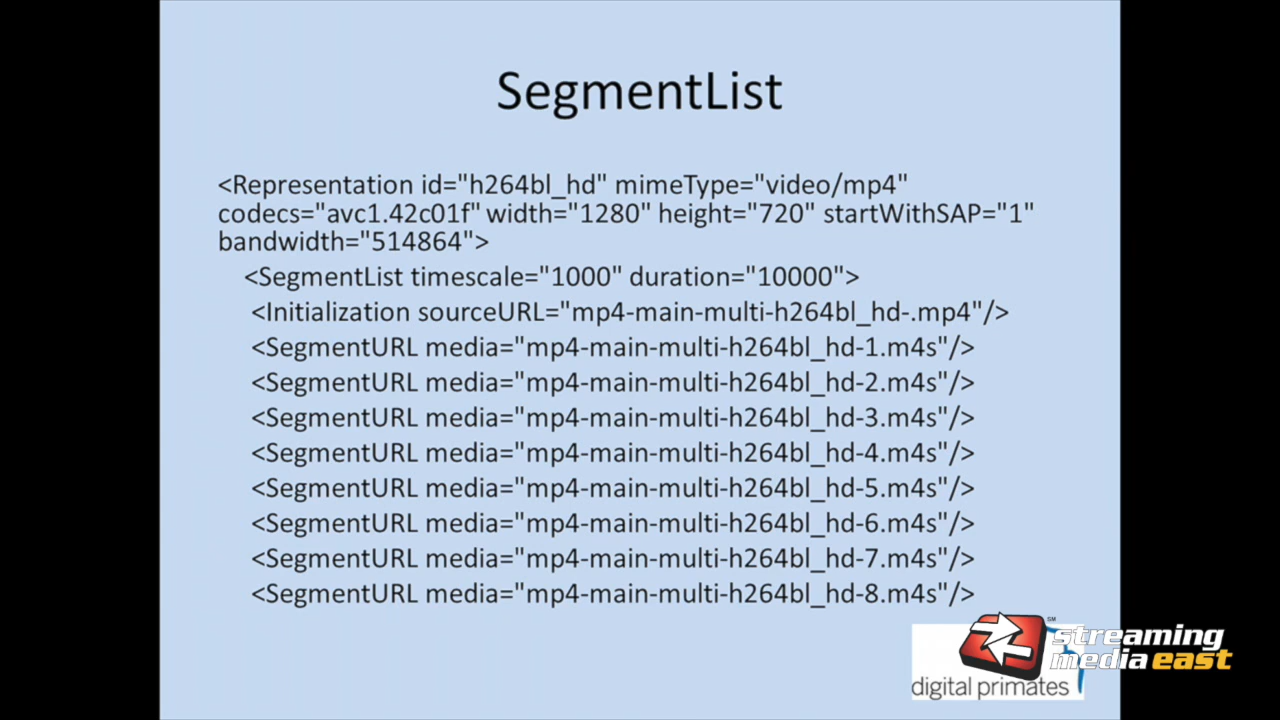 SegmentList
<Representation id="h264bl_hd" mimeType="video/mp4"
codecs="avc1.42c01f" width="1280" height="720" startWithSAP="1"
bandwidth="514864">
<SegmentList timescale="1000" duration="10000">
<Initialization sourceURL="mp4-main-multi-h264bl_hd-.mp4"/>
<SegmentURL media="mp4-main-multi-h264bl_hd-1.m4s"/>
<SegmentURL media="mp4-main-multi-h264bl_hd-2.m4s"/>
<SegmentURL media="mp4-main-multi-h264bl_hd-3.m4s"/>
<SegmentURL media="mp4-main-multi-h264bl_hd-4.m4s"/>
<SegmentURL media="mp4-main-multi-h264bl_hd-5.m4s"/>
<SegmentURL media="mp4-main-multi-h264bl_hd-6.m4s"/>
<SegmentURL media="mp4-main-multi-h264bl_hd-7.m4s"/>
<SegmentURL media="mp4-main-multi-h264bl_hd-8.m4s"/>
SM
streaming
media east
digital primates